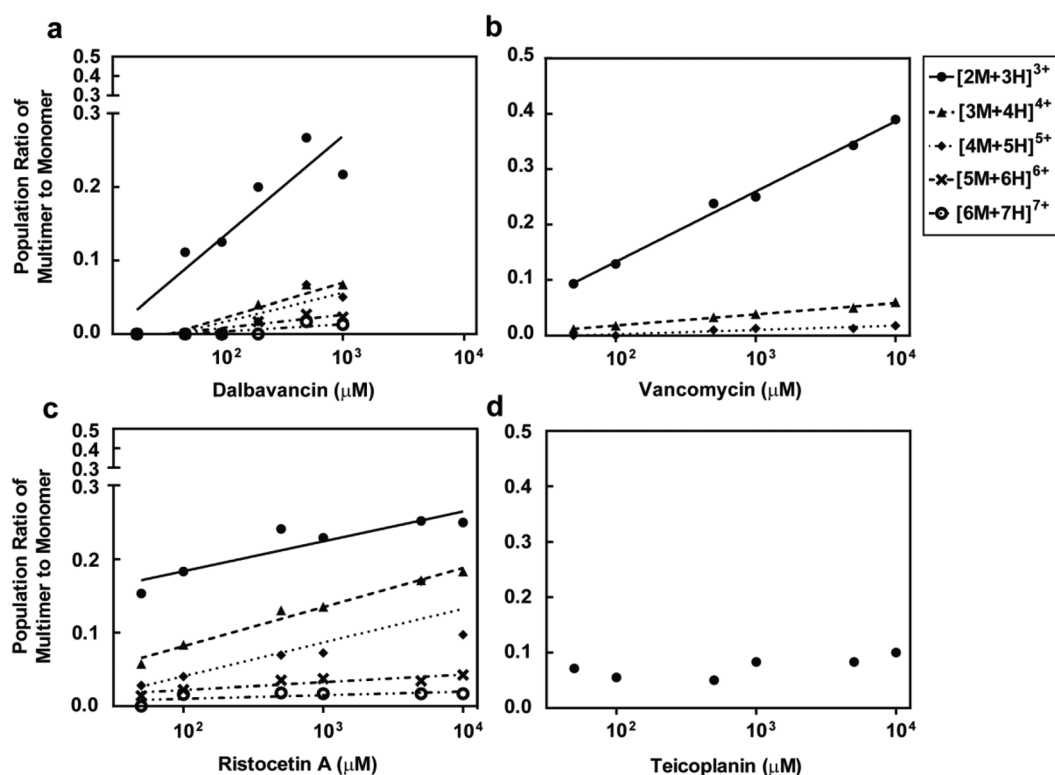 a
0.5
0.4
0.3
0.2
0.1
0.0
10² 10³ 10⁴
Dalbavancin (μM)
Population Ratio of
Multimer to Monomer
b
0.5
0.4
0.3
0.2
0.1
0.0
10² 10³ 10⁴
Vancomycin (μM)
[2M+3H]³⁺
[3M+4H]⁴⁺
[4M+5H]⁵⁺
[5M+6H]⁶⁺
[6M+7H]⁷⁺
c
0.5
0.4
0.3
0.2
0.1
0.0
10² 10³ 10⁴
Ristocetin A (μM)
Population Ratio of
Multimer to Monomer
d
0.5
0.4
0.3
0.2
0.1
0.0
10² 10³ 10⁴
Teicoplanin (μM)